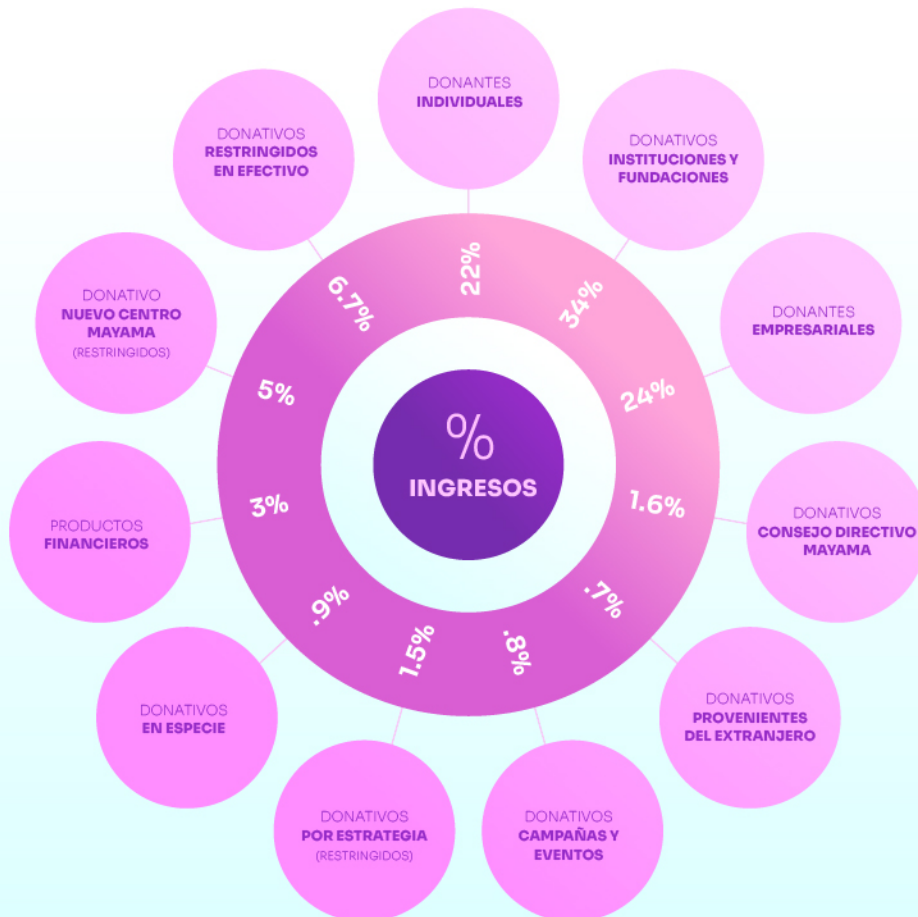 DONANTES
INDIVIDUALES
22%
DONATIVOS
INSTITUCIONES Y
FUNDACIONES
34%
DONANTES
EMPRESARIALES
24%
DONATIVOS
CONSEJO DIRECTIVO
MAYAMA
1.6%
DONATIVOS
PROVENIENTES
DEL EXTRANJERO
.7%
DONATIVOS
CAMPAÑAS Y
EVENTOS
.8%
DONATIVOS
POR ESTRATEGIA
(RESTRINGIDOS)
1.5%
DONATIVOS
EN ESPECIE
.9%
PRODUCTOS
FINANCIEROS
3%
DONATIVO
NUEVO CENTRO
MAYAMA
(RESTRINGIDOS)
5%
DONATIVOS
RESTRINGIDOS
EN EFECTIVO
6.7%
%
INGRESOS